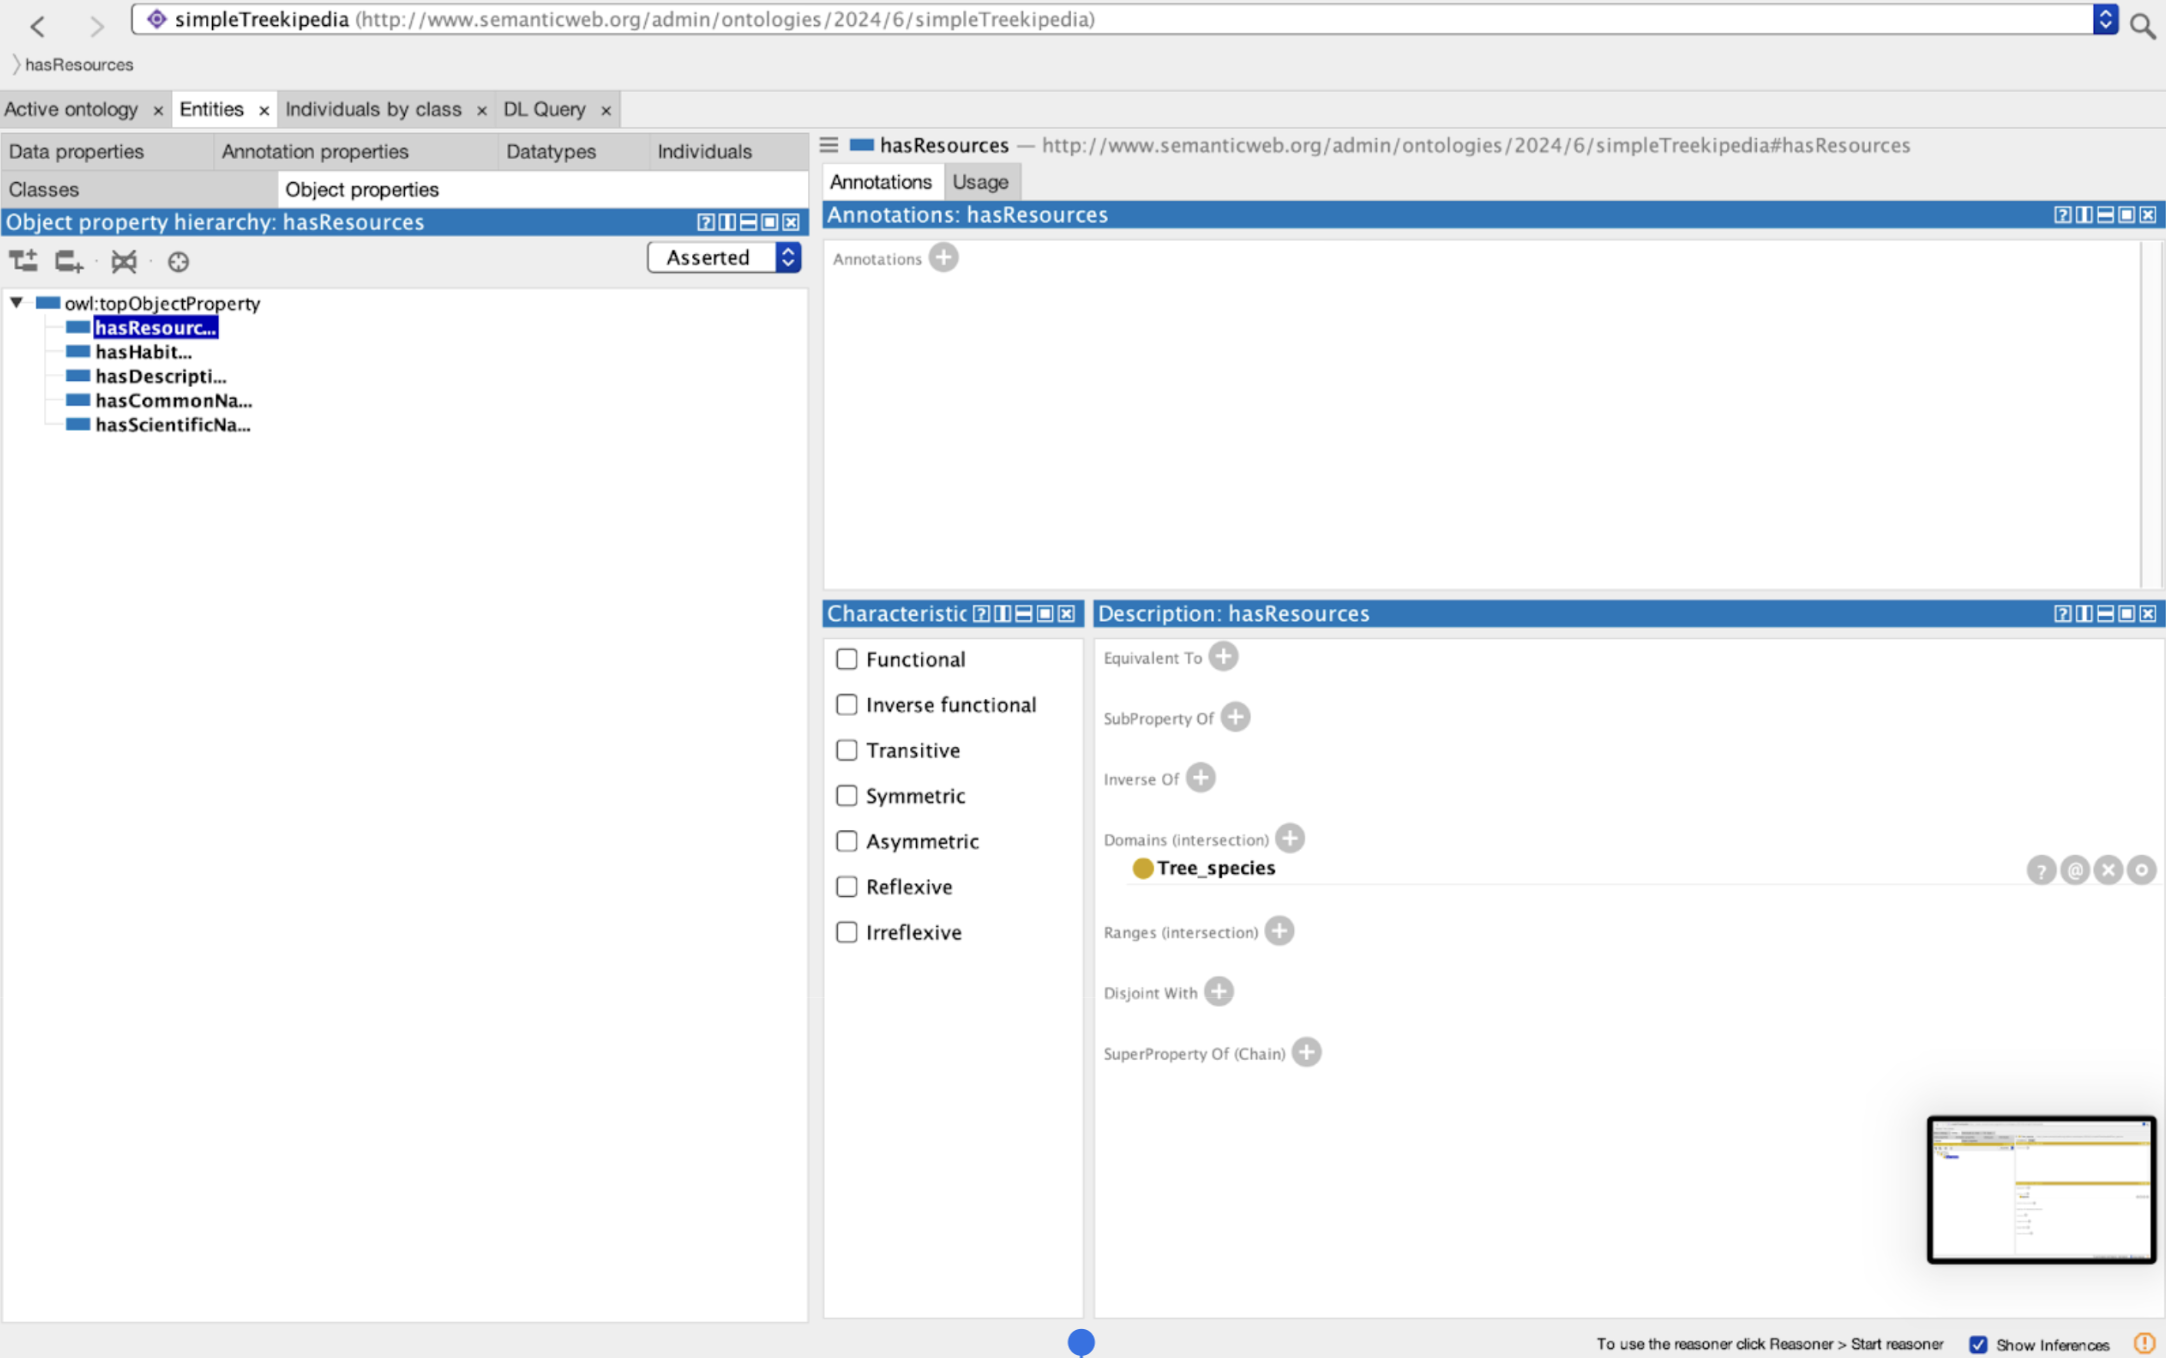 simpleTreekipedia (http://www.semanticweb.org/admin/ontologies/2024/6/simpleTreekipedia)
hasResources
Active ontology × Entities × Individuals by class × DL Query ×
Data properties Annotation properties Datatypes Individuals
Classes Object properties
Object property hierarchy: hasResources
Asserted
owl:topObjectProperty
hasResourc...
hasHabit...
hasDescripti...
hasCommonNa...
hasScientificNa...
hasResources — http://www.semanticweb.org/admin/ontologies/2024/6/simpleTreekipedia#hasResources
Annotations Usage
Annotations: hasResources
Annotations
Characteristic
Functional
Inverse functional
Transitive
Symmetric
Asymmetric
Reflexive
Irreflexive
Description: hasResources
Equivalent To
SubProperty Of
Inverse Of
Domains (intersection)
Tree_species
Ranges (intersection)
Disjoint With
SuperProperty Of (Chain)
To use the reasoner click Reasoner > Start reasoner Show Inferences